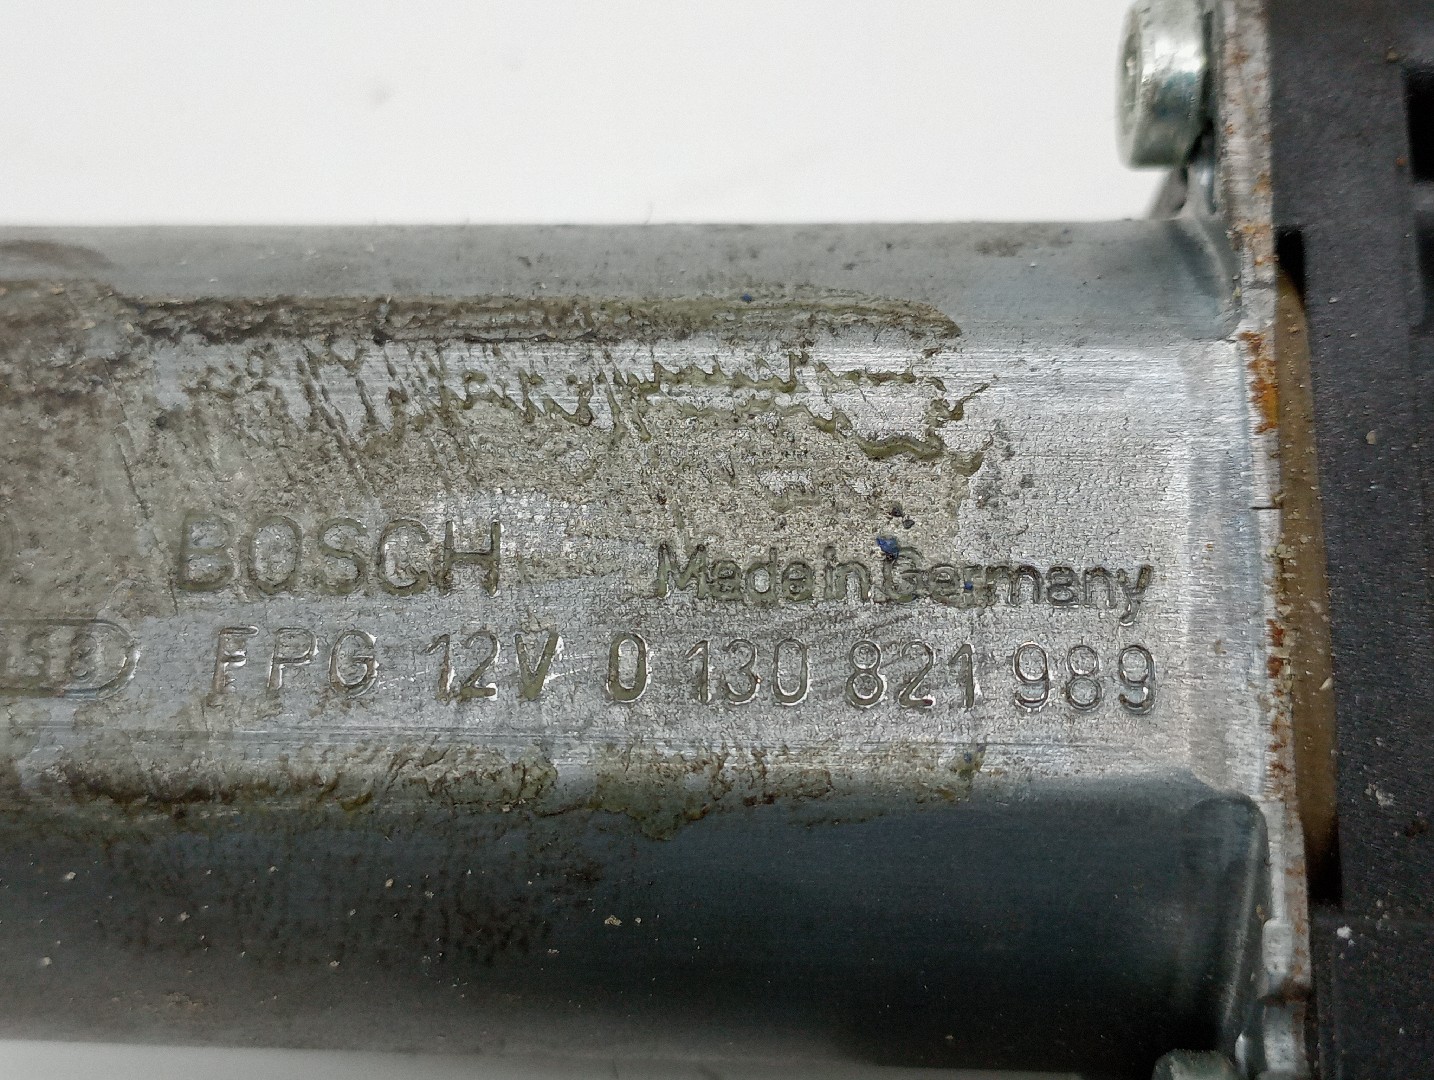 BOSCH Made in Germany
FPG 12V 0 130 821 989